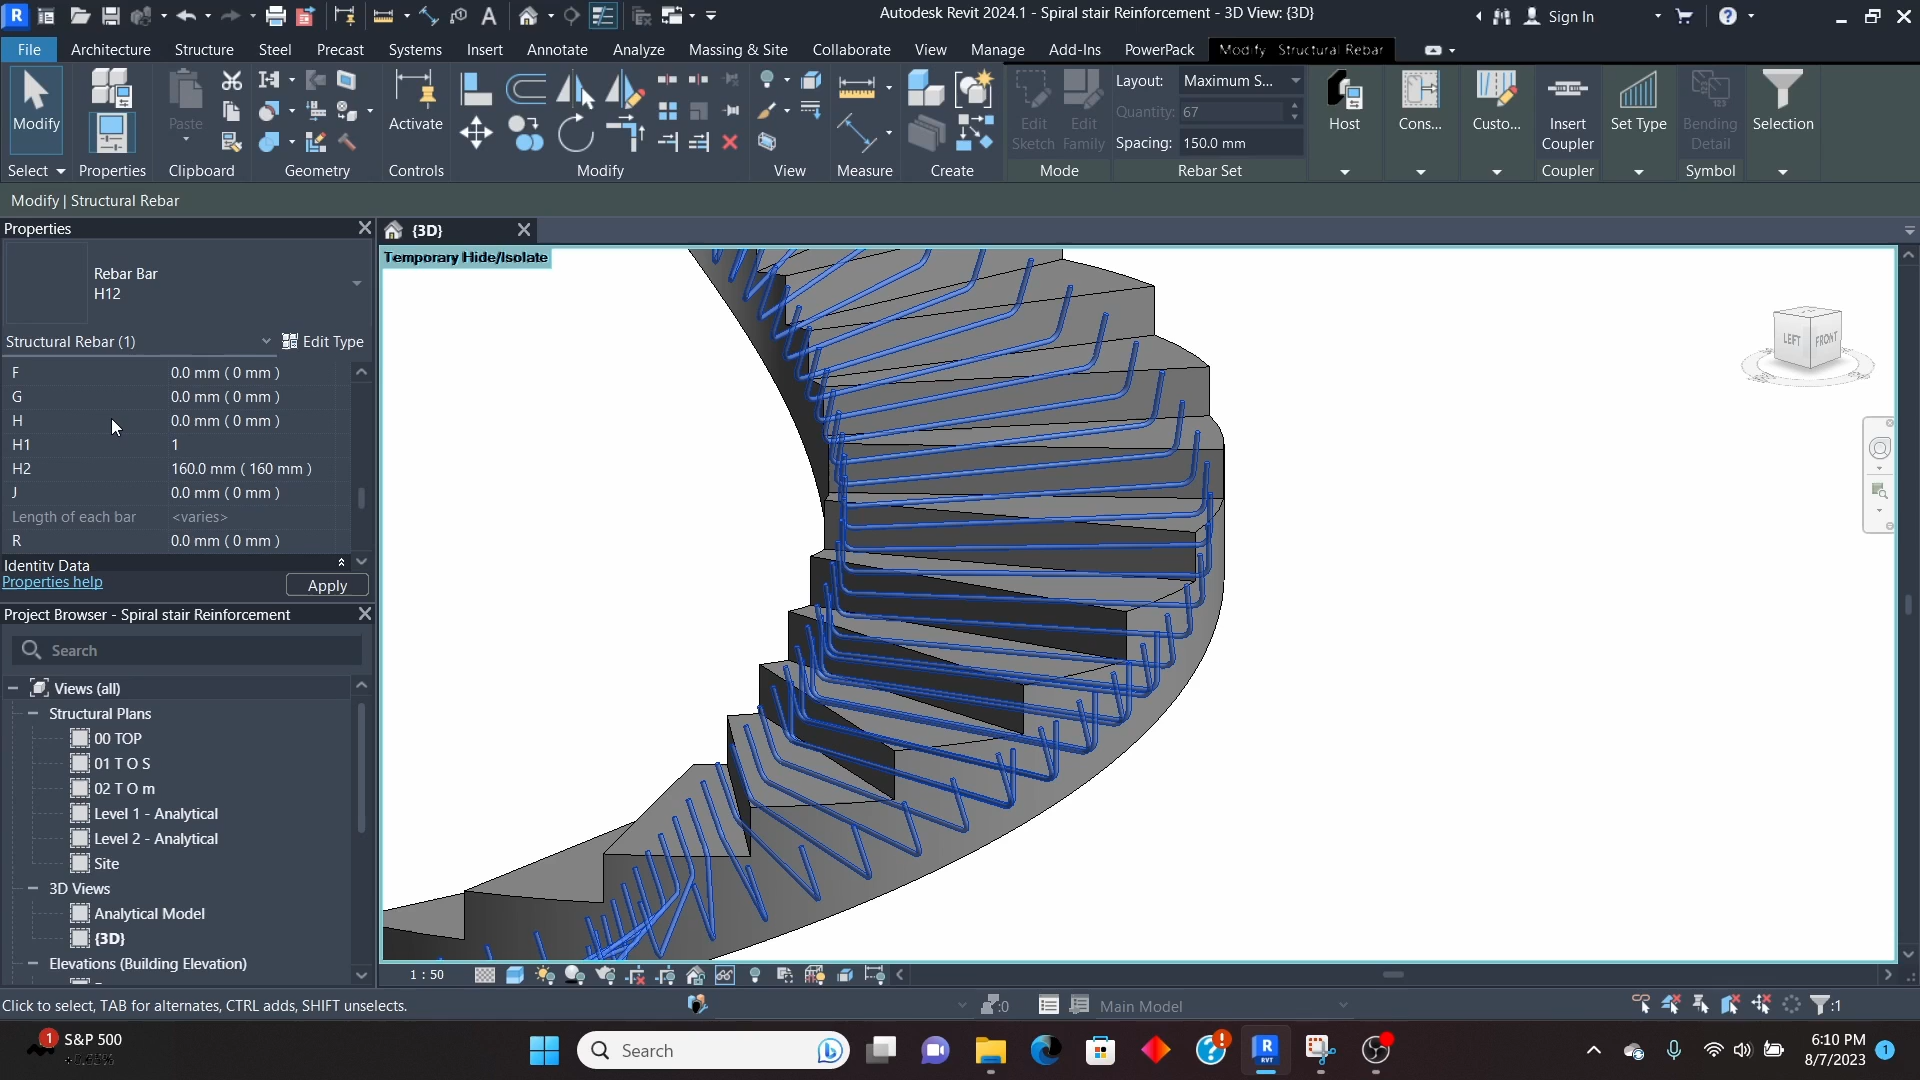 Autodesk Revit 2024.1 - Spiral stair Reinforcement - 3D View: {3D}
Sign In
File Architecture Structure Steel Precast Systems Insert Annotate Analyze Massing & Site Collaborate View Manage Add-Ins PowerPack Modify | Structural Rebar
Layout: Maximum S...
Quantity: 67
Spacing: 150.0 mm
Modify Paste Activate Edit Sketch Edit Family Host Cons... Custo... Insert Coupler Set Type Bending Detail Selection
Select Properties Clipboard Geometry Controls Modify View Measure Create Mode Rebar Set Coupler Symbol
Modify | Structural Rebar
Properties
{3D}
Temporary Hide/Isolate
Rebar Bar
H12
Structural Rebar (1) Edit Type
F 0.0 mm ( 0 mm )
G 0.0 mm ( 0 mm )
H 0.0 mm ( 0 mm )
H1 1
H2 160.0 mm ( 160 mm )
J 0.0 mm ( 0 mm )
Length of each bar <varies>
R 0.0 mm ( 0 mm )
Identity Data
Properties help Apply
LEFT FRONT
Project Browser - Spiral stair Reinforcement
Search
Views (all)
Structural Plans
00 TOP
01 T O S
02 T O m
Level 1 - Analytical
Level 2 - Analytical
Site
3D Views
Analytical Model
{3D}
Elevations (Building Elevation)
1 : 50
Click to select, TAB for alternates, CTRL adds, SHIFT unselects.
:0
Main Model
:1
1
S&P 500
Search
R
RVT
6:10 PM
8/7/2023
1